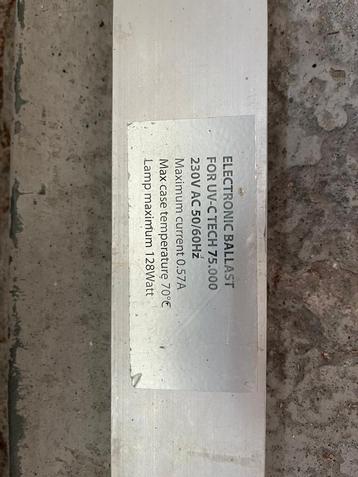 ELECTRONIC BALLAST
FOR UV-C TECH 75.000
230V AC 50/60Hz
Maximum current 0.57A
Max case temperature 70°C
Lamp maximum 128Watt